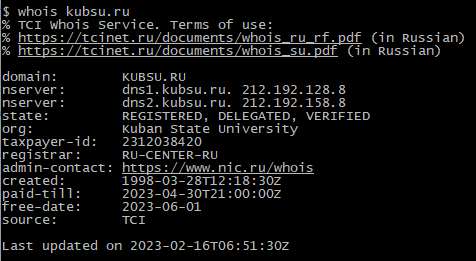 $ whois kubsu.ru
% TCI Whois Service. Terms of use:
% https://tcinet.ru/documents/whois_ru_rf.pdf (in Russian)
% https://tcinet.ru/documents/whois_su.pdf (in Russian)

domain:        KUBSU.RU
nserver:       dns1.kubsu.ru. 212.192.128.8
nserver:       dns2.kubsu.ru. 212.192.158.8
state:         REGISTERED, DELEGATED, VERIFIED
org:           Kuban State University
taxpayer-id:   2312038420
registrar:     RU-CENTER-RU
admin-contact: https://www.nic.ru/whois
created:       1998-03-28T12:18:30Z
paid-till:     2023-04-30T21:00:00Z
free-date:     2023-06-01
source:        TCI

Last updated on 2023-02-16T06:51:30Z